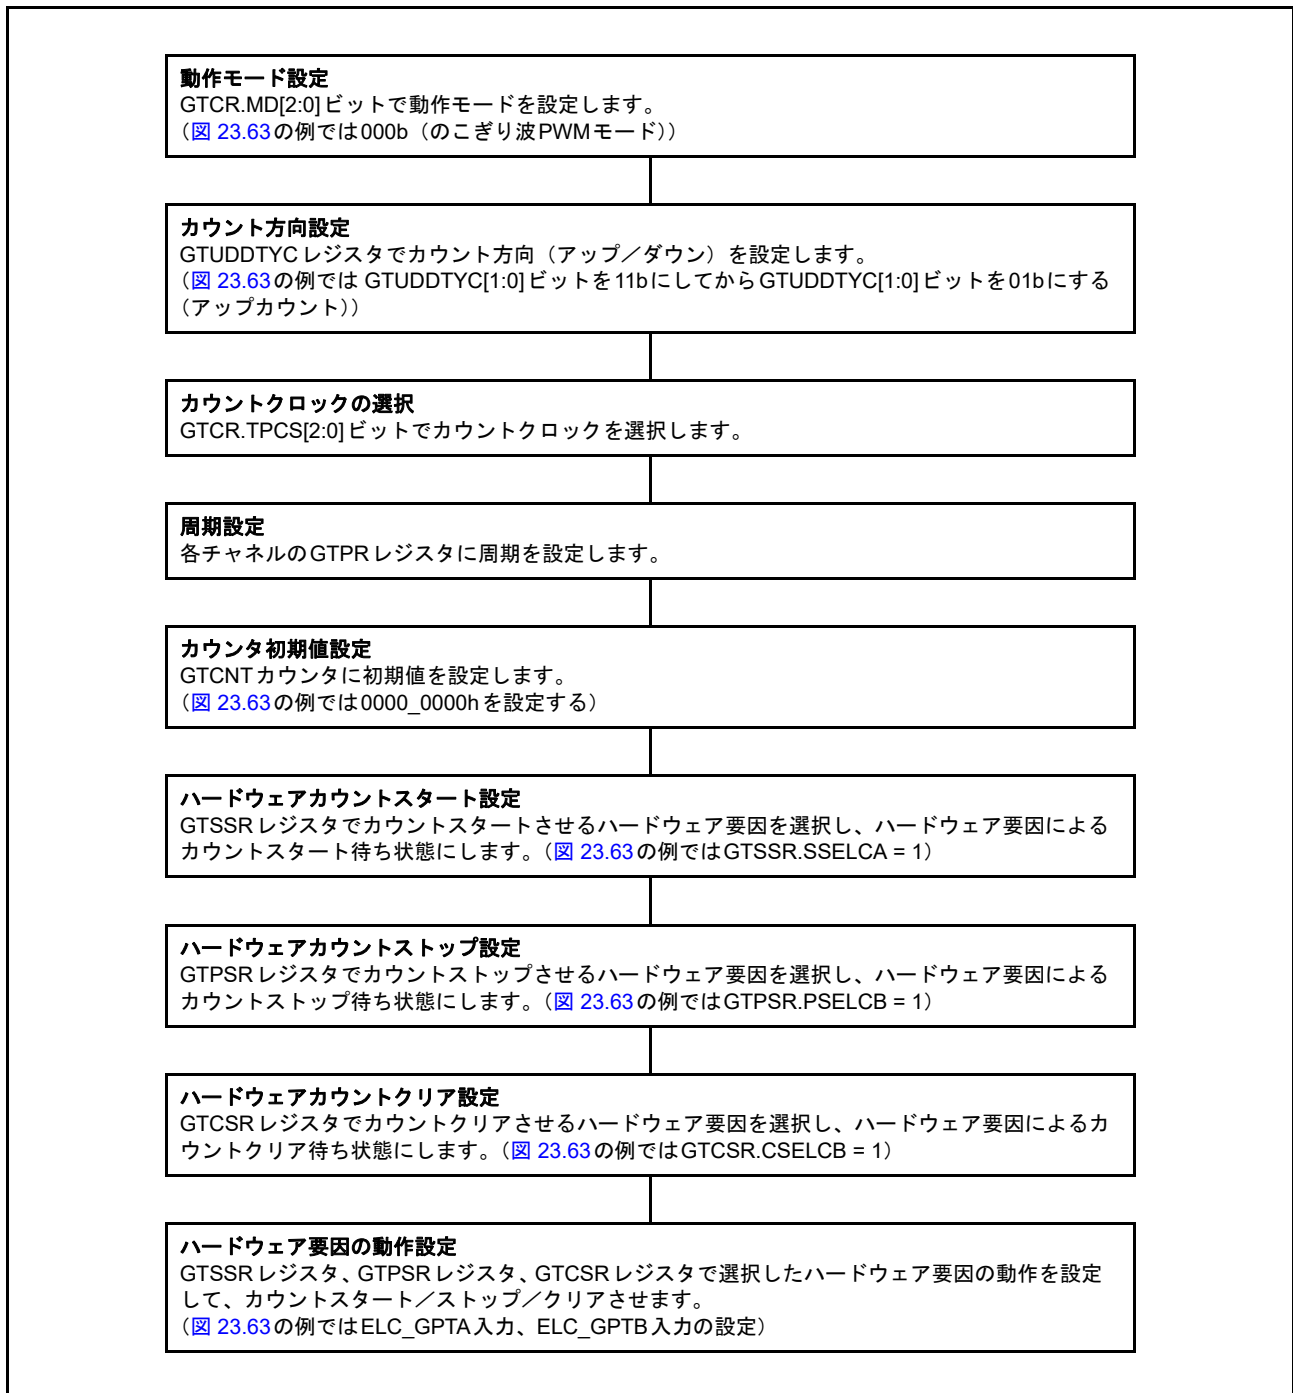 動作モード設定
GTCR.MD[2:0]ビットで動作モードを設定します。
（図 23.63の例では000b（のこぎり波PWMモード））
カウント方向設定
GTUDDTYCレジスタでカウント方向（アップ／ダウン）を設定します。
（図 23.63の例では GTUDDTYC[1:0]ビットを11bにしてからGTUDDTYC[1:0]ビットを01bにする
（アップカウント））
カウントクロックの選択
GTCR.TPCS[2:0]ビットでカウントクロックを選択します。
周期設定
各チャネルのGTPRレジスタに周期を設定します。
カウンタ初期値設定
GTCNTカウンタに初期値を設定します。
（図 23.63の例では0000_0000hを設定する）
ハードウェアカウントスタート設定
GTSSRレジスタでカウントスタートさせるハードウェア要因を選択し、ハードウェア要因による
カウントスタート待ち状態にします。（図 23.63の例ではGTSSR.SSELCA = 1）
ハードウェアカウントストップ設定
GTPSRレジスタでカウントストップさせるハードウェア要因を選択し、ハードウェア要因による
カウントストップ待ち状態にします。（図 23.63の例ではGTPSR.PSELCB = 1）
ハードウェアカウントクリア設定
GTCSRレジスタでカウントクリアさせるハードウェア要因を選択し、ハードウェア要因によるカ
ウントクリア待ち状態にします。（図 23.63の例ではGTCSR.CSELCB = 1）
ハードウェア要因の動作設定
GTSSRレジスタ、GTPSRレジスタ、GTCSRレジスタで選択したハードウェア要因の動作を設定
して、カウントスタート／ストップ／クリアさせます。
（図 23.63の例ではELC_GPTA入力、ELC_GPTB入力の設定）